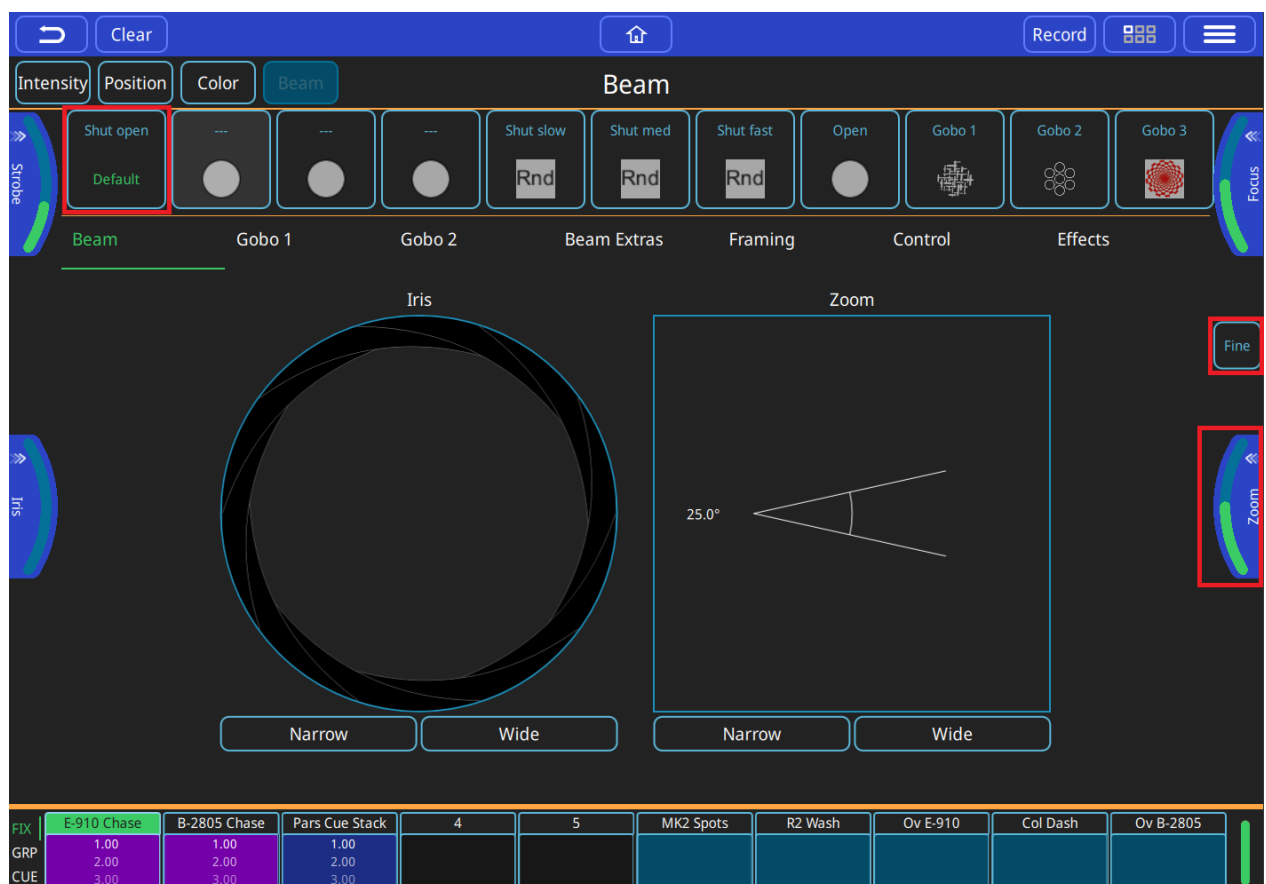 Clear
Record
Intensity
Position
Color
Beam
Beam
Strobe
Shut open
Default
---
---
---
Shut slow
Rnd
Shut med
Rnd
Shut fast
Rnd
Open
Gobo 1
Gobo 2
Gobo 3
Focus
Beam
Gobo 1
Gobo 2
Beam Extras
Framing
Control
Effects
Iris
Zoom
Fine
Iris
25.0°
Zoom
Narrow
Wide
Narrow
Wide
FIX
GRP
CUE
E-910 Chase
1.00
2.00
3.00
B-2805 Chase
1.00
2.00
3.00
Pars Cue Stack
1.00
2.00
3.00
4
5
MK2 Spots
R2 Wash
Ov E-910
Col Dash
Ov B-2805